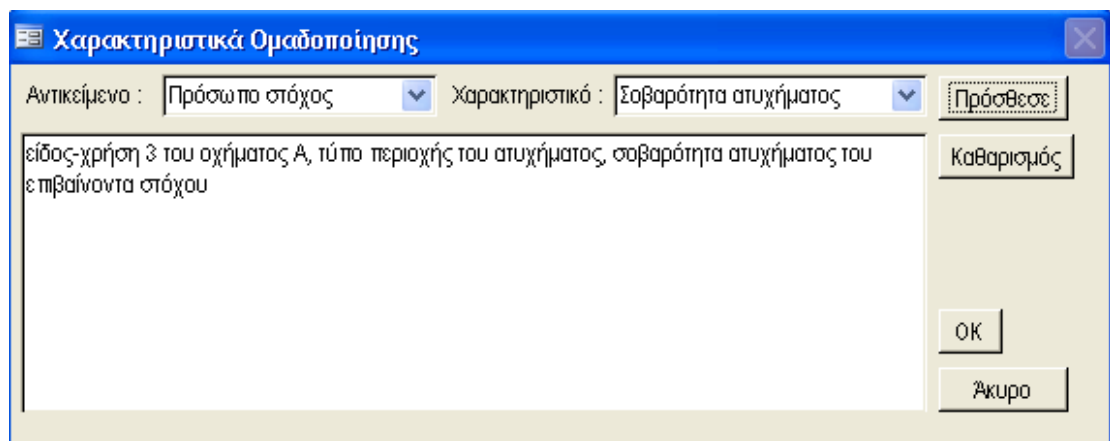 Χαρακτηριστικά Ομαδοποίησης
Αντικείμενο : Πρόσωπο στόχος Χαρακτηριστικό : Σοβαρότητα ατυχήματος Πρόσθεσε
είδος-χρήση 3 του οχήματος Α, τύπο περιοχής του ατυχήματος, σοβαρότητα ατυχήματος του
επιβαίνοντα στόχου
Καθαρισμός
OK
Άκυρο